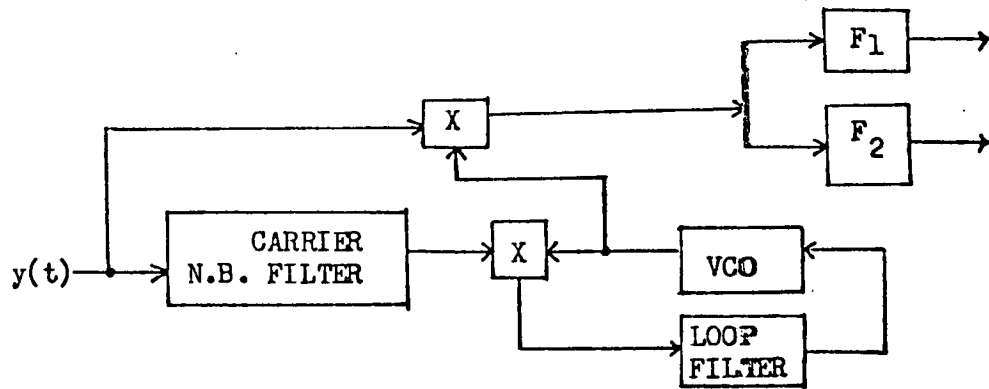 F1
X
F2
CARRIER
N.B. FILTER
y(t)
X
VCO
LOOP
FILTER